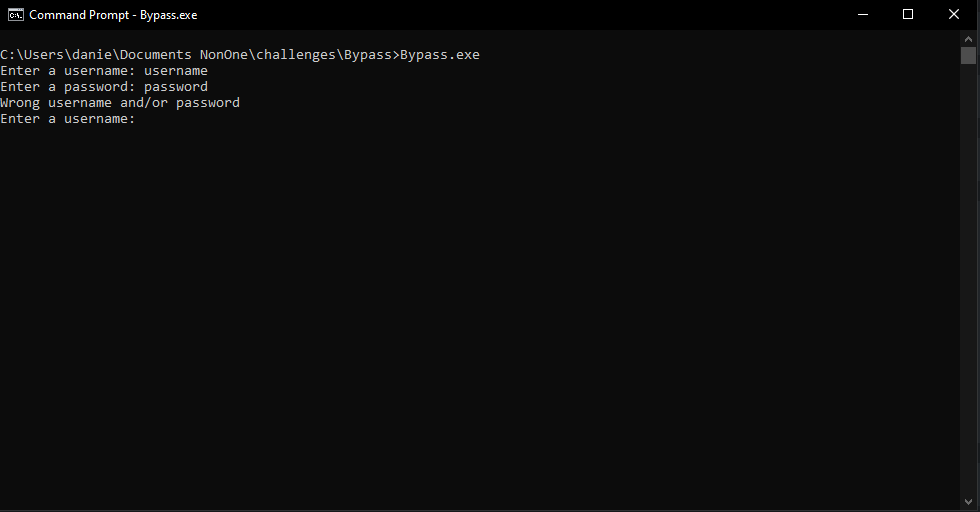 Command Prompt - Bypass.exe
C:\Users\danie\Documents NonOne\challenges\Bypass>Bypass.exe
Enter a username: username
Enter a password: password
Wrong username and/or password
Enter a username: